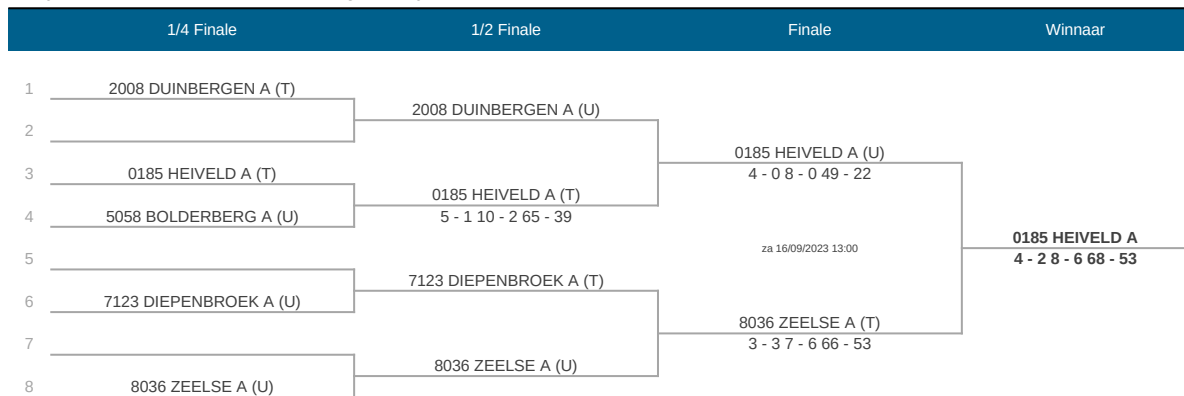 1/4 Finale 1/2 Finale Finale Winnaar
1 2008 DUINBERGEN A (T)
2008 DUINBERGEN A (U)
2
0185 HEIVELD A (U)
3 0185 HEIVELD A (T)
4 - 0 8 - 0 49 - 22
0185 HEIVELD A (T)
4 5058 BOLDERBERG A (U)
5 - 1 10 - 2 65 - 39
0185 HEIVELD A
za 16/09/2023 13:00
5
4 - 2 8 - 6 68 - 53
7123 DIEPENBROEK A (T)
6 7123 DIEPENBROEK A (U)
8036 ZEELSE A (T)
7
3 - 3 7 - 6 66 - 53
8036 ZEELSE A (U)
8 8036 ZEELSE A (U)